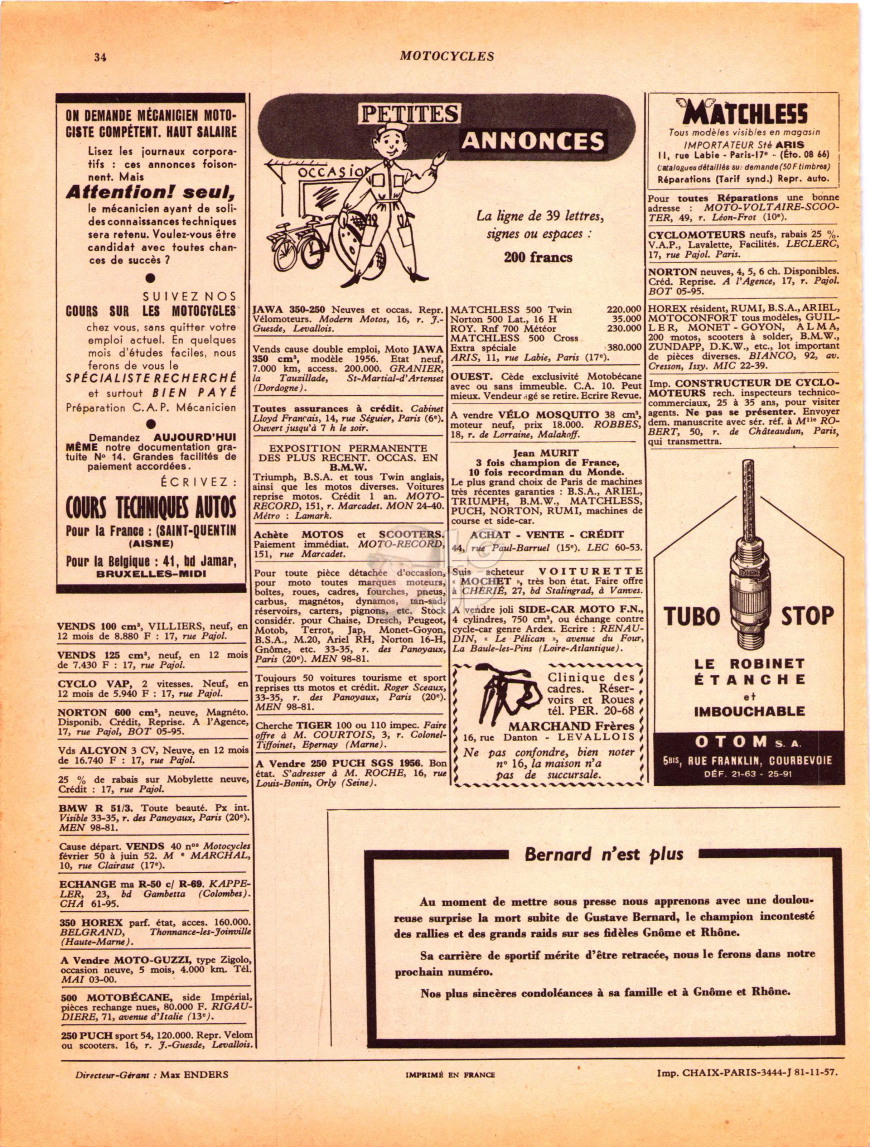 34
MOTOCYCLES
ON DEMANDE MÉCANICIEN MOTO-
CISTE COMPÉTENT. HAUT SALAIRE
Lisez les journaux corpora-
tifs : ces annonces foison-
nent. Mais
Attention! seul,
le mécanicien ayant de soli-
des connaissances techniques
sera retenu. Voulez-vous être
candidat avec toutes chan-
ces de succès ?
SUIVEZ NOS
COURS SUR LES MOTOCYCLES
chez vous, sans quitter votre
emploi actuel. En quelques
mois d'études faciles, nous
ferons de vous le
SPÉCIALISTE RECHERCHÉ
et surtout BIEN PAYÉ
Préparation C.A.P. Mécanicien
Demandez AUJOURD'HUI
MÊME notre documentation gra-
tuite Nº 14. Grandes facilités de
paiement accordées.
ÉCRIVEZ :
COURS TECHNIQUES AUTOS
Pour la France : (SAINT-QUENTIN
(AISNE)
Pour la Belgique : 41, bd Jamar,
BRUXELLES-MIDI
VENDS 100 cm³, VILLIERS, neuf, en
12 mois de 8.880 F : 17, rue Pajol.
VENDS 125 cm³, neuf, en 12 mois
de 7.430 F : 17, rue Pajol.
CYCLO VAP, 2 vitesses. Neuf, en
12 mois de 5.940 F : 17, rue Pajol.
NORTON 600 cm³, neuve, Magnéto.
Disponib. Crédit, Reprise. A l'Agence,
17, rue Pajol, BOT 05-95.
Vds ALCYON 3 CV, Neuve, en 12 mois
de 16.740 F : 17, rue Pajol.
25 % de rabais sur Mobylette neuve,
Crédit : 17, rue Pajol.
BMW R 51/3. Toute beauté. Px int.
Visible 33-35, r. des Panoyaux, Paris (20ᵉ).
MEN 98-81.
Cause départ. VENDS 40 nᵒˢ Motocycles
février 50 à juin 52. M ᵉ MARCHAL,
10, rue Clairaut (17ᵉ).
ECHANGE ma R-50 c/ R-69. KAPPE-
LER, 23, bd Gambetta (Colombes).
CHA 61-95.
350 HOREX parf. état, acces. 160.000.
BELGRAND, Thonnance-les-Joinville
(Haute-Marne).
A Vendre MOTO-GUZZI, type Zigolo,
occasion neuve, 5 mois, 4.000 km. Tél.
MAI 03-00.
500 MOTOBÉCANE, side Impérial,
pièces rechange nues, 80.000 F. RIGAU-
DIERE, 71, avenue d'Italie (13ᵉ).
250 PUCH sport 54, 120.000. Repr. Velom
ou scooters. 16, r. J.-Guesde, Levallois.
PETITES
ANNONCES
OCCASION
La ligne de 39 lettres,
signes ou espaces :
200 francs
JAWA 350-250 Neuves et occas. Repr.
Vélomoteurs. Modern Motos, 16, r. J.-
Guesde, Levallois.
Vends cause double emploi, Moto JAWA
350 cm³, modèle 1956. Etat neuf,
7.000 km, access. 200.000. GRANIER,
la Tauzillade, St-Martial-d'Artenset
(Dordogne).
Toutes assurances à crédit. Cabinet
Lloyd Français, 14, rue Séguier, Paris (6ᵉ).
Ouvert jusqu'à 7 h le soir.
EXPOSITION PERMANENTE
DES PLUS RECENT. OCCAS. EN
B.M.W.
Triumph, B.S.A. et tous Twin anglais,
ainsi que motos diverses. Voitures
reprise motos. Crédit 1 an. MOTO-
RECORD, 151, r. Marcadet. MON 24-40.
Métro : Lamark.
Achète MOTOS et SCOOTERS.
Paiement immédiat. MOTO-RECORD,
151, rue Marcadet.
Pour toute pièce détachée d'occasion,
pour moto toutes marques moteurs,
boîtes, roues, cadres, fourches, pneus,
carbus, magnétos, dynamos, tan-sad,
réservoirs, carters, pignons, etc. Stock
considér. pour Chaise, Dresch, Peugeot,
Motob, Terrot, Jap, Monet-Goyon,
B.S.A., M.20, Ariel RH, Norton 16-H,
Gnôme, etc. 33-35, r. des Panoyaux,
Paris (20ᵉ). MEN 98-81.
Toujours 50 voitures tourisme et sport
reprises tts motos et crédit. Roger Sceaux,
33-35, r. des Panoyaux, Paris (20ᵉ)
MEN 98-81.
Cherche TIGER 100 ou 110 impec. Faire
offre à M. COURTOIS, 3, r. Colonel-
Tiffoinet, Epernay (Marne).
A Vendre 250 PUCH SGS 1956. Bon
état. S'adresser à M. ROCHE, 16, rue
Louis-Bonin, Orly (Seine).
MATCHLESS 500 Twin 220.000
Norton 500 Lat., 16 H 35.000
ROY. Rnf 700 Météor 230.000
MATCHLESS 500 Cross
Extra spéciale 380.000
ARIS, 11, rue Labie, Paris (17ᵉ).
OUEST. Cède exclusivité Motobécane
avec ou sans immeuble. C.A. 10. Peut
mieux. Vendeur âgé se retire. Ecrire Revue.
A vendre VÉLO MOSQUITO 38 cm³,
moteur neuf, prix 18.000. ROBBES,
18, r. de Lorraine, Malakoff.
Jean MURIT
3 fois champion de France,
10 fois recordman du Monde.
Le plus grand choix de Paris de machines
très récentes garanties : B.S.A., ARIEL,
TRIUMPH, B.M.W., MATCHLESS,
PUCH, NORTON, RUMI, machines de
course et side-car.
ACHAT - VENTE - CRÉDIT
44, rue Paul-Barruel (15ᵉ). LEC 60-53.
Suis acheteur VOITURETTE
« MOCHET », très bon état. Faire offre
à CHERIÉ, 27, bd Stalingrad, à Vanves.
A vendre joli SIDE-CAR MOTO F.N.,
4 cylindres, 750 cm³, ou échange contre
cycle-car genre Ardex. Ecrire : RENAU-
DIN, « Le Pélican », avenue du Four,
La Baule-les-Pins (Loire-Atlantique).
Clinique des
cadres. Réser-
voirs et Roues
tél. PER. 20-68
MARCHAND Frères
16, rue Danton - LEVALLOIS
Ne pas confondre, bien noter
nº 16, la maison n'a
pas de succursale.
MATCHLESS
Tous modèles visibles en magasin
IMPORTATEUR Sté ARIS
11, rue Labie - Paris-17ᵉ - (Éto. 08 66)
Catalogues détaillés sur demande (50 F timbres)
Réparations (Tarif synd.) Repr. auto.
Pour toutes Réparations une bonne
adresse : MOTO-VOLTAIRE-SCOO-
TER, 49, r. Léon-Frot (10ᵉ).
CYCLOMOTEURS neufs, rabais 25 %.
V.A.P., Lavalette, Facilités. LECLERC,
17, rue Pajol. Paris.
NORTON neuves, 4, 5, 6 ch. Disponibles.
Créd. Reprise. A l'Agence, 17, r. Pajol.
BOT 05-95.
HOREX résident, RUMI, B.S.A., ARIEL,
MOTOCONFORT tous modèles, GUIL-
LER, MONET-GOYON, ALMA,
200 motos, scooters à solder, B.M.W.,
ZUNDAPP, D.K.W., etc., lot important
de pièces diverses. BIANCO, 92, av.
Cresson, Issy. MIC 22-39.
Imp. CONSTRUCTEUR DE CYCLO-
MOTEURS rech. inspecteurs technico-
commerciaux, 25 à 35 ans, pour visiter
agents. Ne pas se présenter. Envoyer
dem. manuscrite avec sér. réf. à Mˡˡᵉ RO-
BERT, 50, r. de Châteaudun, Paris,
qui transmettra.
TUBO STOP
LE ROBINET
ÉTANCHE
et
IMBOUCHABLE
OTOM S. A.
5BIS, RUE FRANKLIN, COURBEVOIE
DÉF. 21-63 - 25-91
Bernard n'est plus
Au moment de mettre sous presse nous apprenons avec une doulou-
reuse surprise la mort subite de Gustave Bernard, le champion incontesté
des rallies et des grands raids sur ses fidèles Gnôme et Rhône.
Sa carrière de sportif mérite d'être retracée, nous le ferons dans notre
prochain numéro.
Nos plus sincères condoléances à sa famille et à Gnôme et Rhône.
Directeur-Gérant : Max ENDERS
IMPRIMÉ EN FRANCE
Imp. CHAIX-PARIS-3444-J 81-11-57.